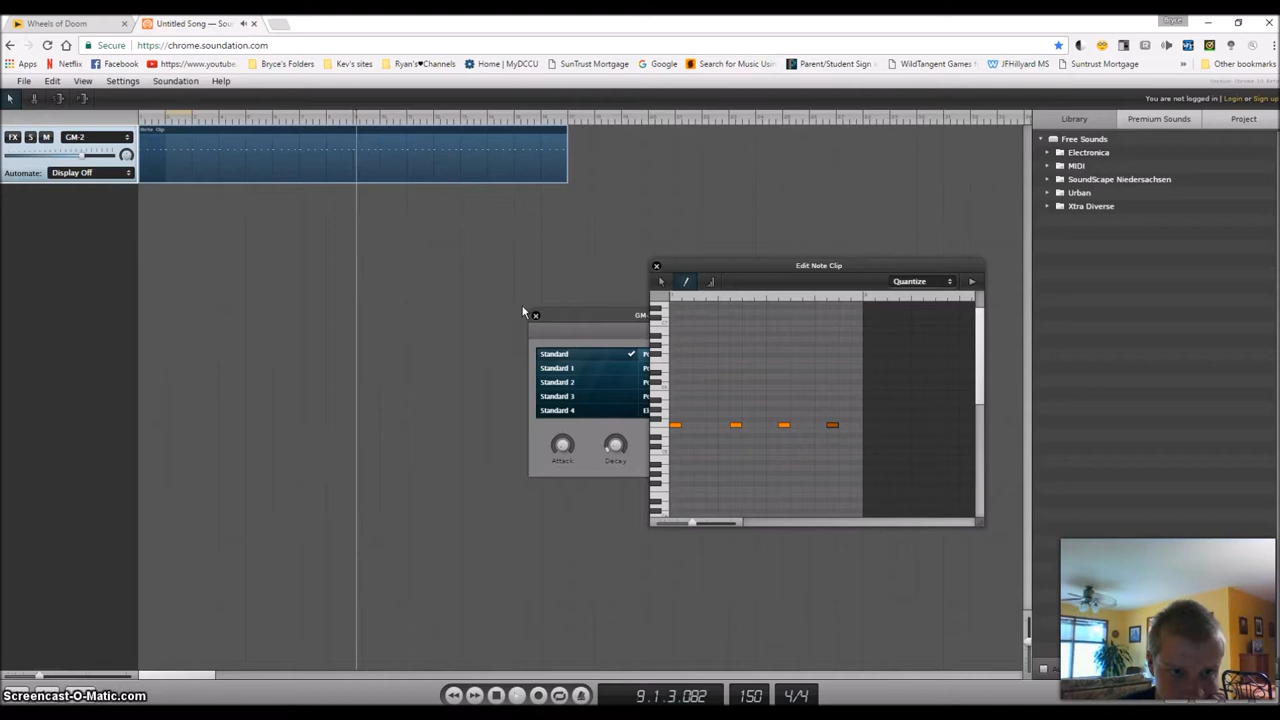 Wheels of Doom
Untitled Song — Sou
Bryce
Secure
https://chrome.soundation.com
Apps
Netflix
Facebook
https://www.youtube.
Bryce's Folders
Kev's sites
Ryan's♥Channels
Home | MyDCCU
SunTrust Mortgage
Google
Search for Music Usin
Parent/Student Sign
WildTangent Games
JFHillyard MS
Suntrust Mortgage
»
Other bookmarks
File
Edit
View
Settings
Soundation
Help
You are not logged in | Login or Sign up
Library
Premium Sounds
Project
FX
S
M
GM-2
Note Clip
Automate:
Display Off
Free Sounds
Electronica
MIDI
SoundScape Niedersachsen
Urban
Xtra Diverse
Edit Note Clip
Quantize
GM-
Standard
Standard 1
Standard 2
Standard 3
Standard 4
Attack
Decay
9.1.3.082
150
4/4
Screencast-O-Matic.com